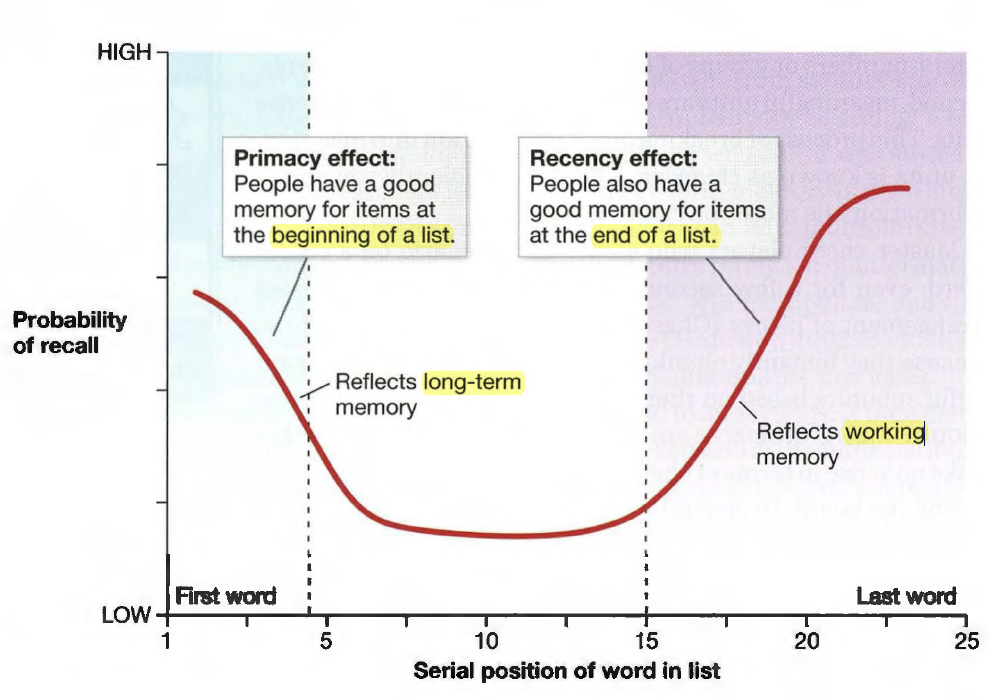 HIGH
Primacy effect:
People have a good
memory for items at
the beginning of a list.
Recency effect:
People also have a
good memory for items
at the end of a list.
Probability
of recall
Reflects long-term
memory
Reflects working
memory
First word
Last word
LOW
1 5 10 15 20 25
Serial position of word in list